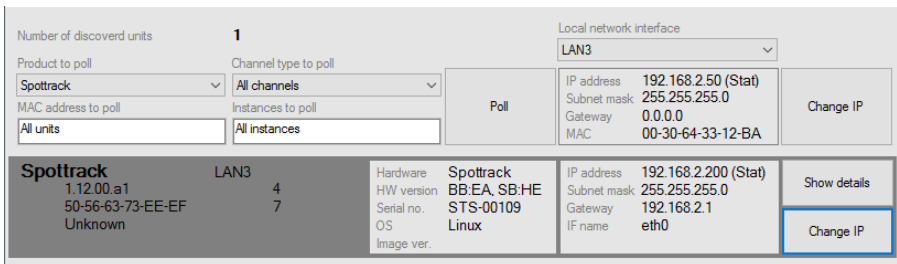 Number of discoverd units 1
Local network interface
LAN3
Product to poll Channel type to poll
Spottrack All channels
MAC address to poll Instances to poll
All units All instances
Poll
IP address 192.168.2.50 (Stat)
Subnet mask 255.255.255.0
Gateway 0.0.0.0
MAC 00-30-64-33-12-BA
Change IP
Spottrack LAN3
1.12.00.a1 4
50-56-63-73-EE-EF 7
Unknown
Hardware Spottrack
HW version BB:EA, SB:HE
Serial no. STS-00109
OS Linux
Image ver.
IP address 192.168.2.200 (Stat)
Subnet mask 255.255.255.0
Gateway 192.168.2.1
IF name eth0
Show details
Change IP